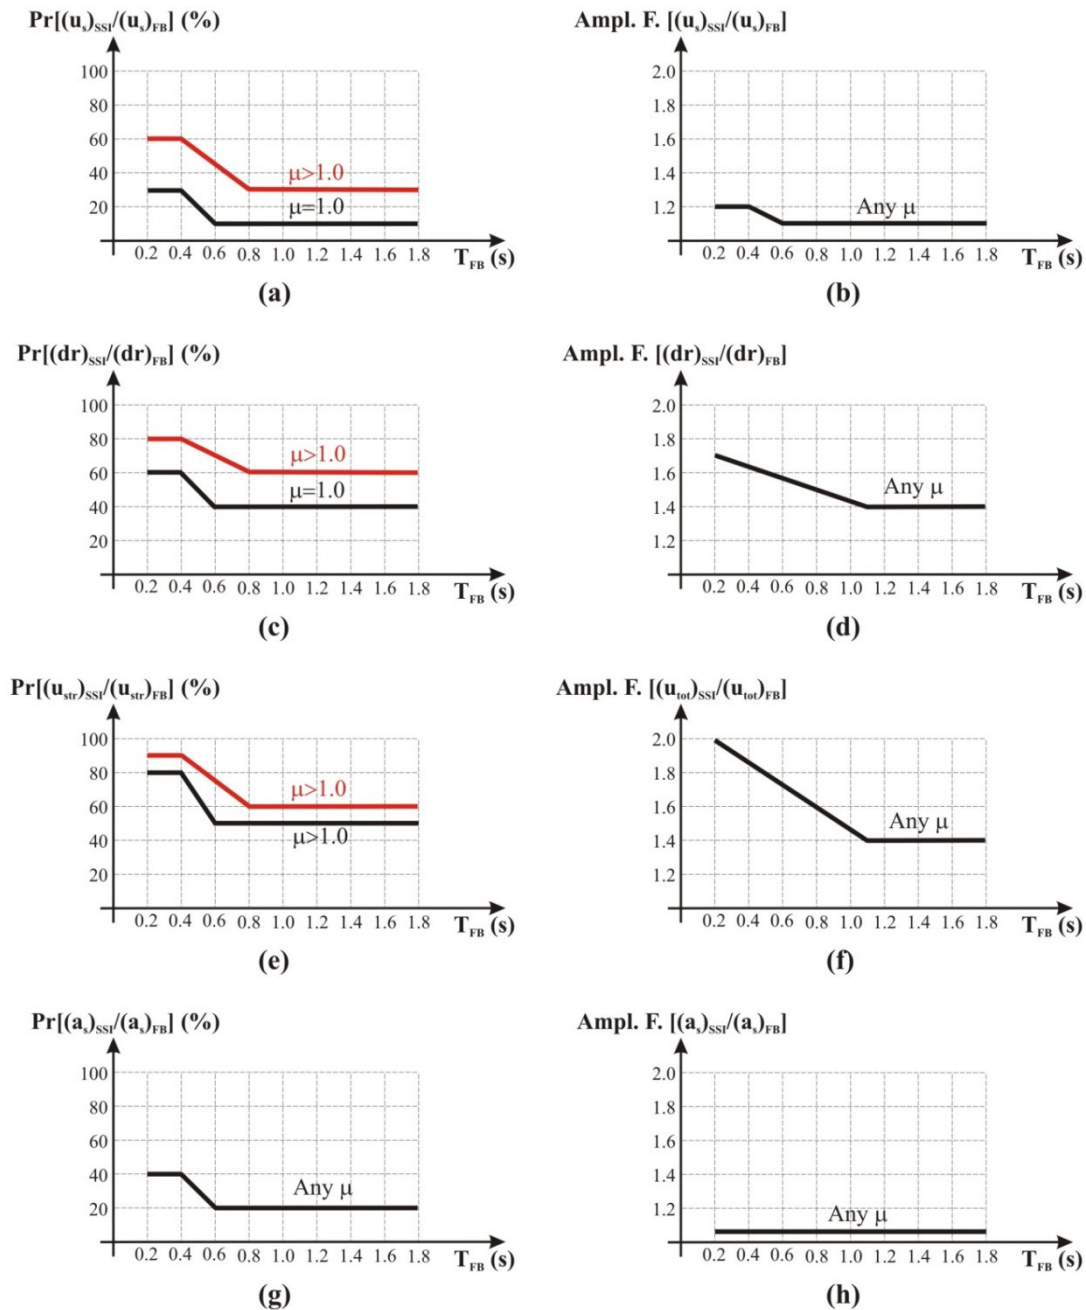 Pr[(uₛ)SSI/(uₛ)FB] (%)
100
80
60
40
20
μ>1.0
μ=1.0
0.2 0.4 0.6 0.8 1.0 1.2 1.4 1.6 1.8
TFB (s)
(a)
Ampl. F. [(uₛ)SSI/(uₛ)FB]
2.0
1.8
1.6
1.4
1.2
Any μ
0.2 0.4 0.6 0.8 1.0 1.2 1.4 1.6 1.8
TFB (s)
(b)
Pr[(dr)SSI/(dr)FB] (%)
100
80
60
40
20
μ>1.0
μ=1.0
0.2 0.4 0.6 0.8 1.0 1.2 1.4 1.6 1.8
TFB (s)
(c)
Ampl. F. [(dr)SSI/(dr)FB]
2.0
1.8
1.6
1.4
1.2
Any μ
0.2 0.4 0.6 0.8 1.0 1.2 1.4 1.6 1.8
TFB (s)
(d)
Pr[(ustr)SSI/(ustr)FB] (%)
100
80
60
40
20
μ>1.0
μ>1.0
0.2 0.4 0.6 0.8 1.0 1.2 1.4 1.6 1.8
TFB (s)
(e)
Ampl. F. [(utot)SSI/(utot)FB]
2.0
1.8
1.6
1.4
1.2
Any μ
0.2 0.4 0.6 0.8 1.0 1.2 1.4 1.6 1.8
TFB (s)
(f)
Pr[(aₛ)SSI/(aₛ)FB] (%)
100
80
60
40
20
Any μ
0.2 0.4 0.6 0.8 1.0 1.2 1.4 1.6 1.8
TFB (s)
(g)
Ampl. F. [(aₛ)SSI/(aₛ)FB]
2.0
1.8
1.6
1.4
1.2
Any μ
0.2 0.4 0.6 0.8 1.0 1.2 1.4 1.6 1.8
TFB (s)
(h)